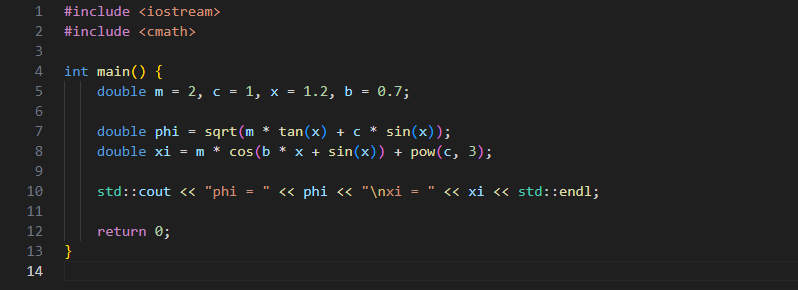 1 #include <iostream>
2 #include <cmath>
3
4 int main() {
5     double m = 2, c = 1, x = 1.2, b = 0.7;
6
7     double phi = sqrt(m * tan(x) + c * sin(x));
8     double xi = m * cos(b * x + sin(x)) + pow(c, 3);
9
10     std::cout << "phi = " << phi << "\nxi = " << xi << std::endl;
11
12     return 0;
13 }
14